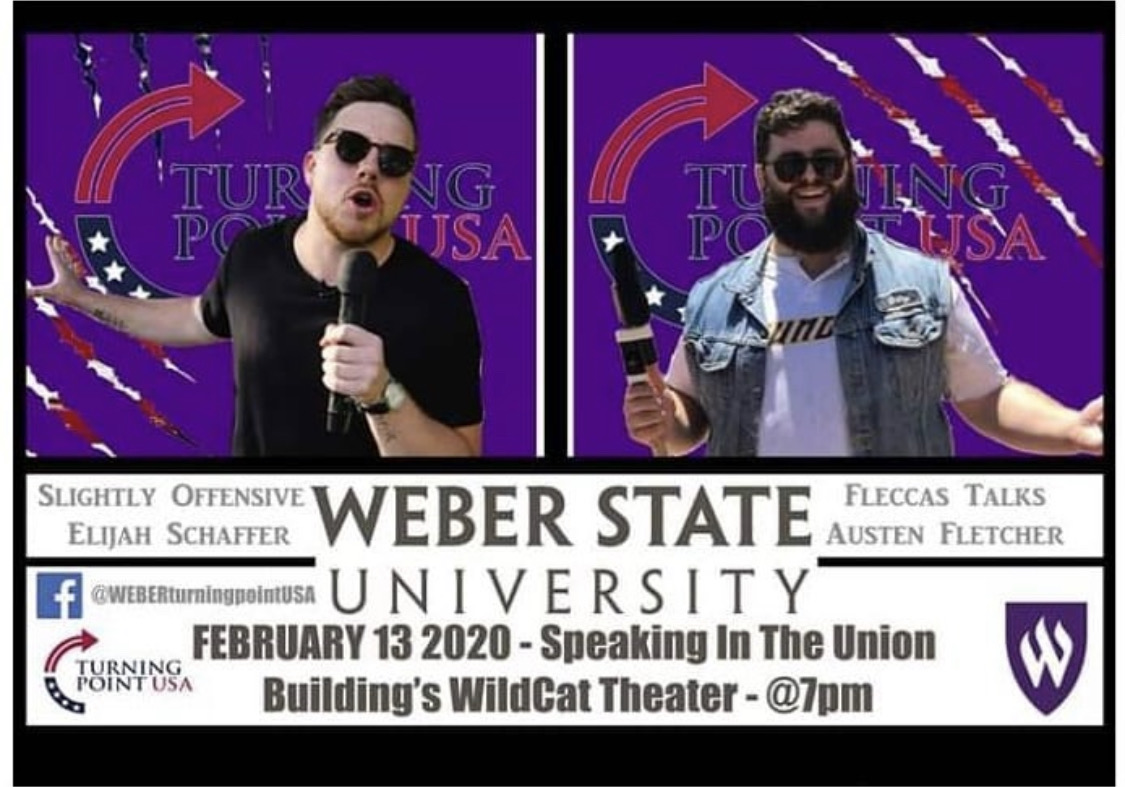 TURNING
POINT USA
TURNING
POINT USA
SLIGHTLY OFFENSIVE
ELIJAH SCHAFFER
WEBER STATE
UNIVERSITY
FLECCAS TALKS
AUSTEN FLETCHER
@WEBERturningpointUSA
TURNING
POINT USA
FEBRUARY 13 2020 - Speaking In The Union
Building's WildCat Theater - @7pm
W